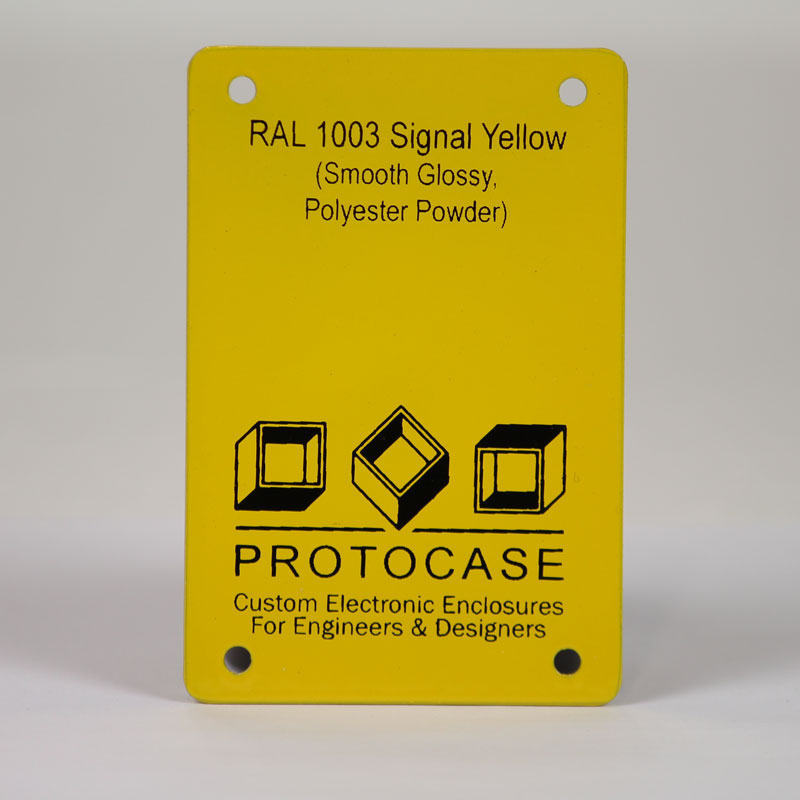 RAL 1003 Signal Yellow
(Smooth Glossy,
Polyester Powder)
PROTOCASE
Custom Electronic Enclosures
For Engineers & Designers